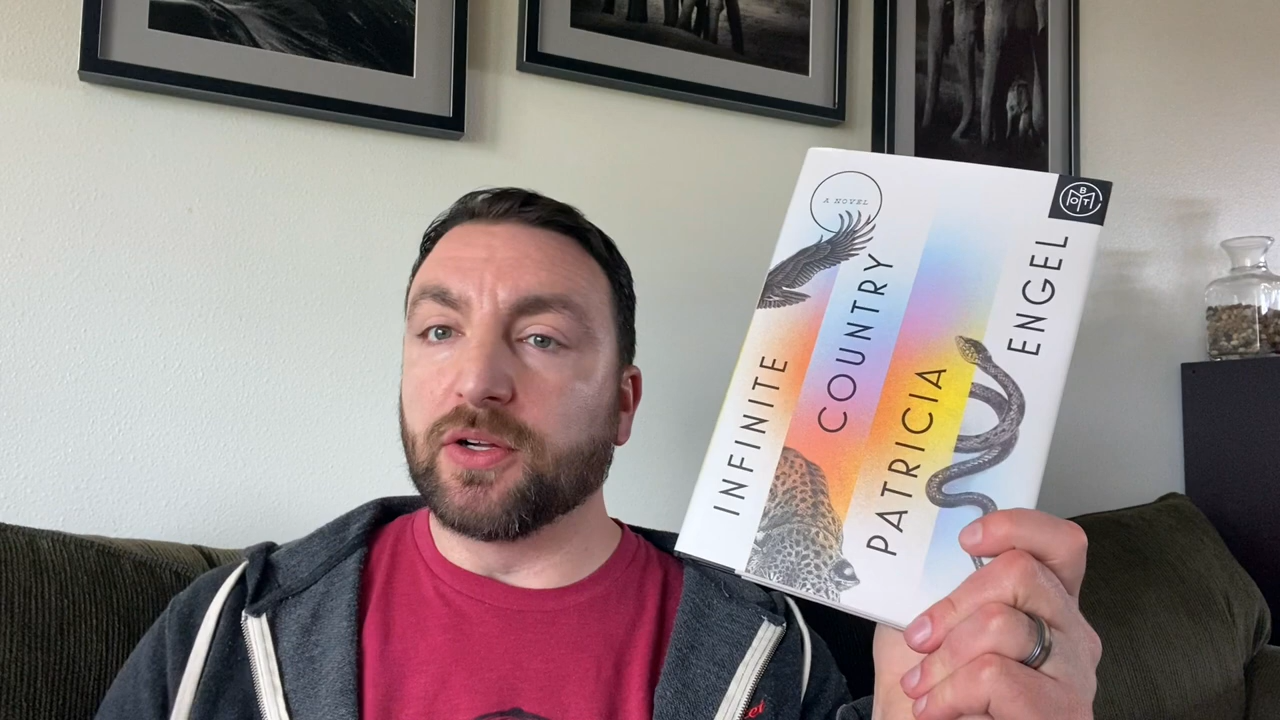 A NOVEL
INFINITE
COUNTRY
PATRICIA
ENGEL
BOTM